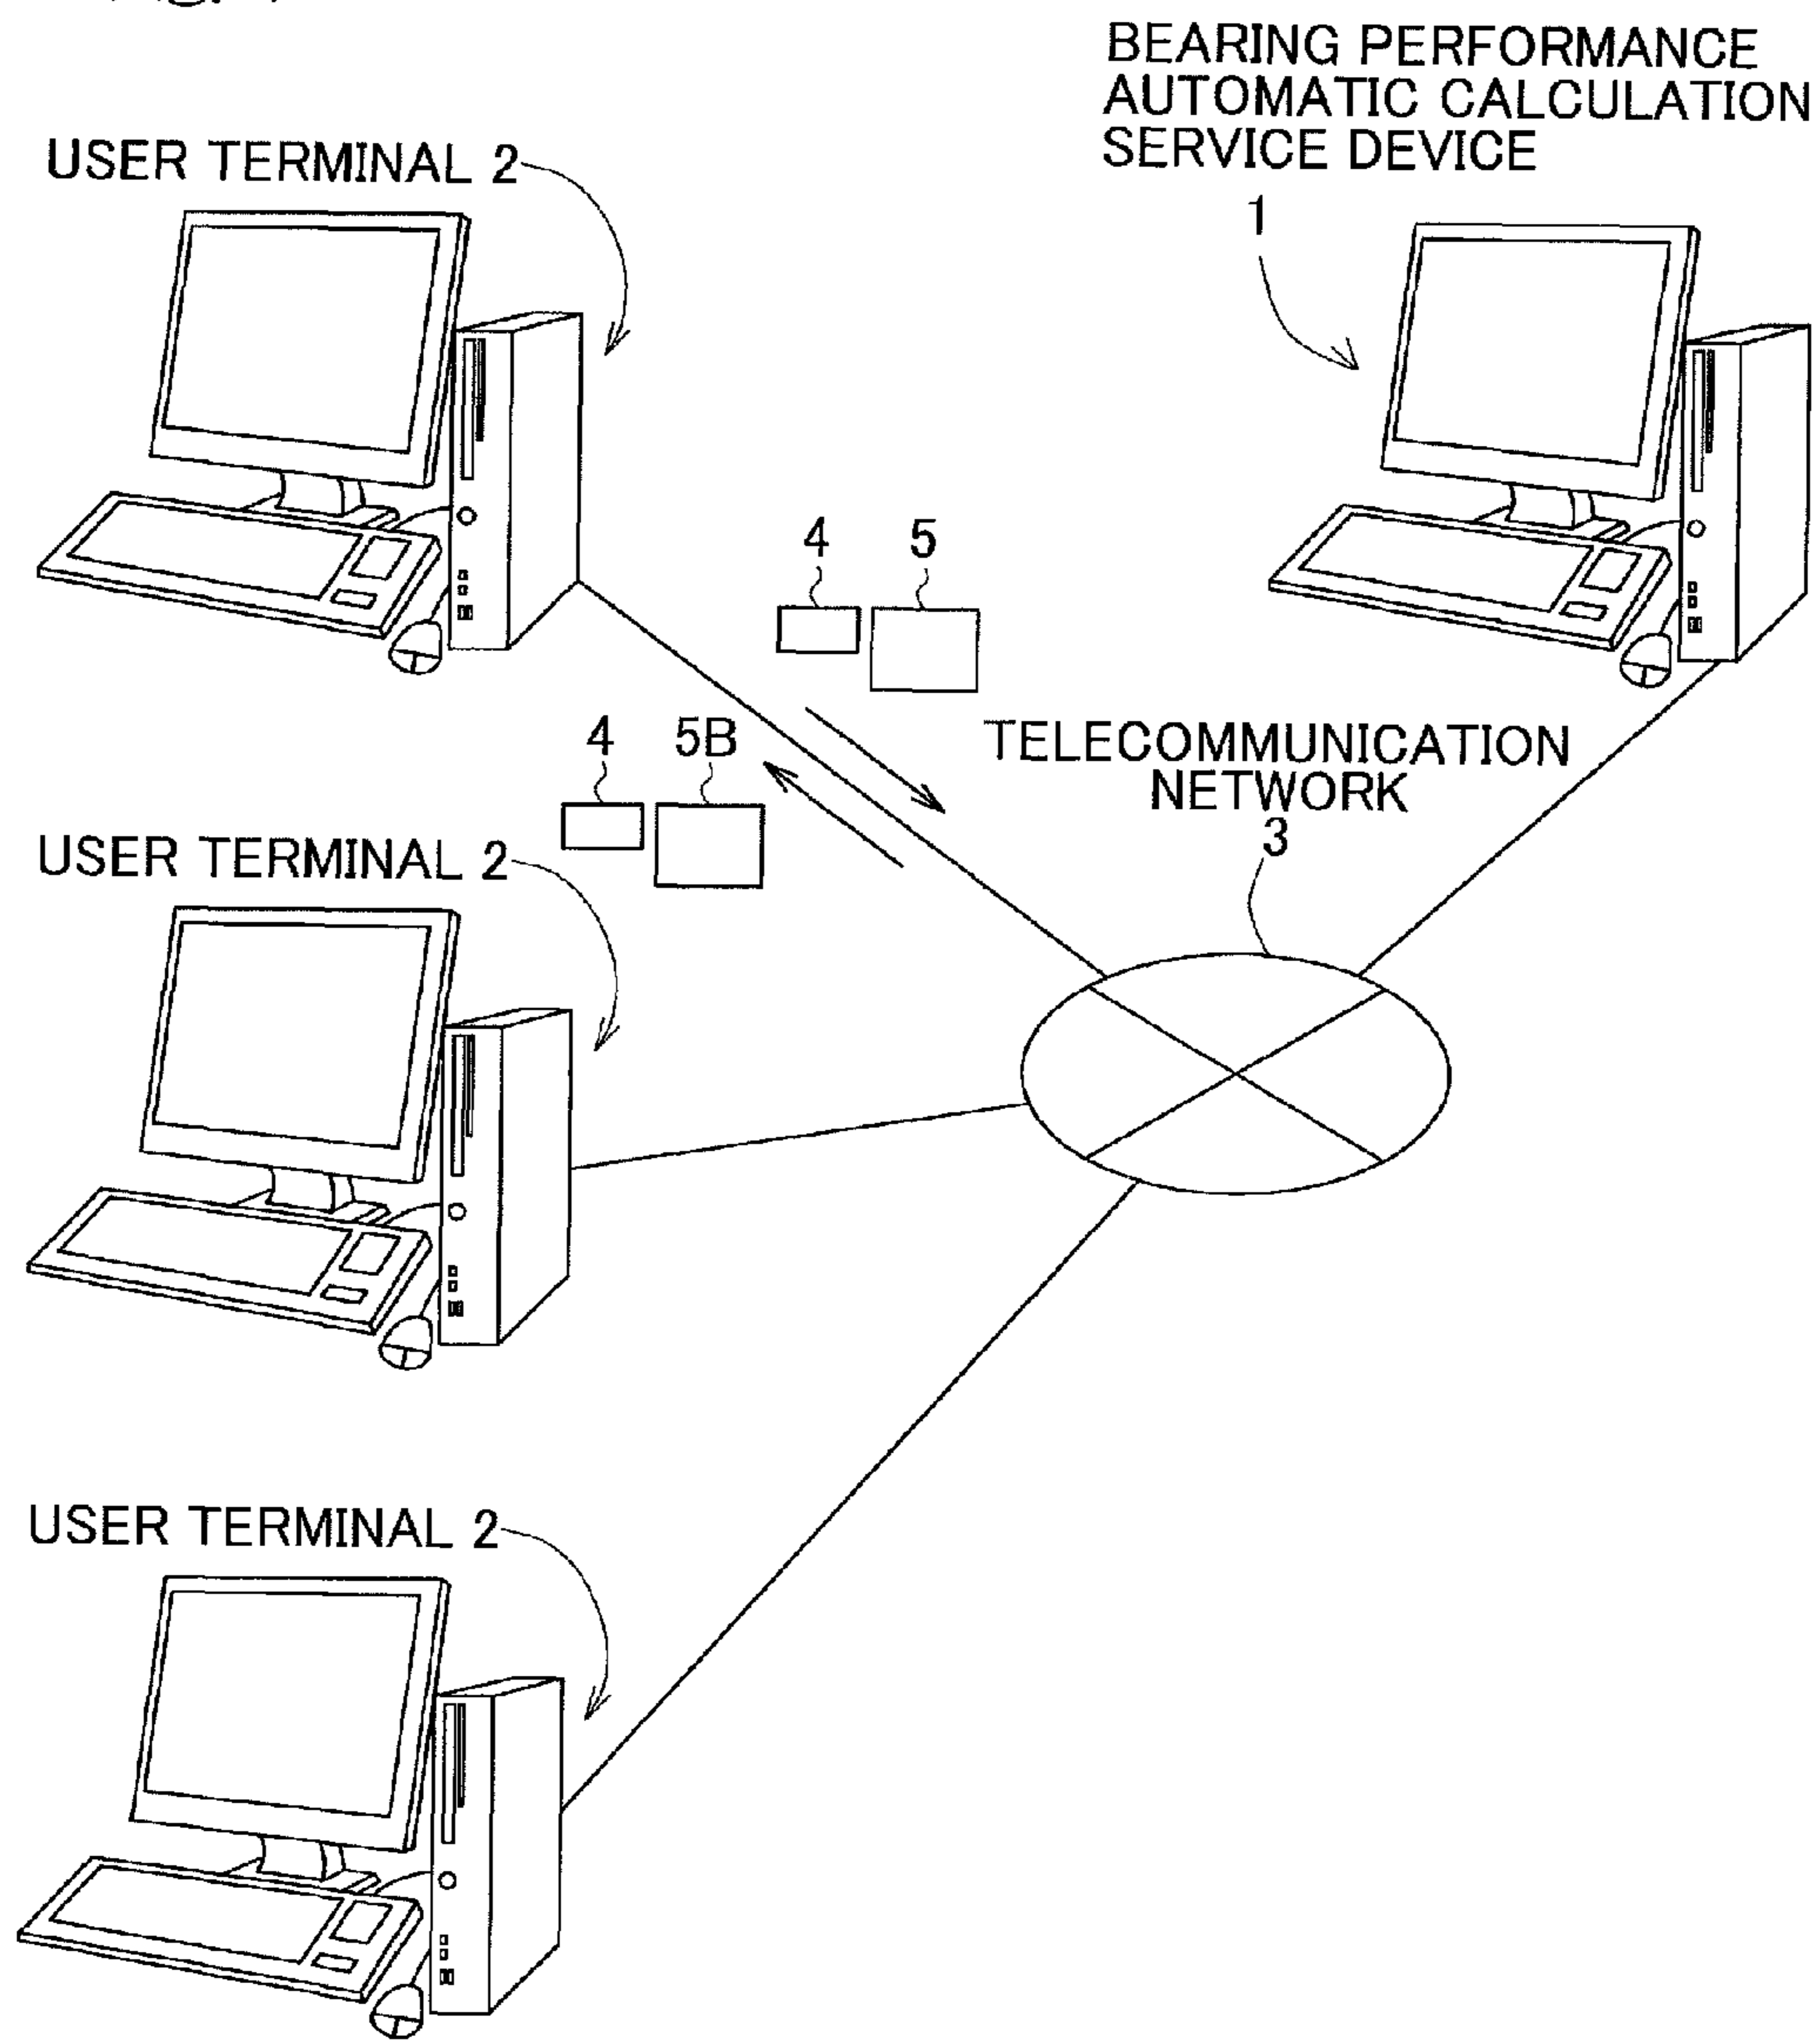 BEARING PERFORMANCE
AUTOMATIC CALCULATION
SERVICE DEVICE
1
USER TERMINAL 2
4 5
4 5B
TELECOMMUNICATION
NETWORK
3
USER TERMINAL 2
USER TERMINAL 2